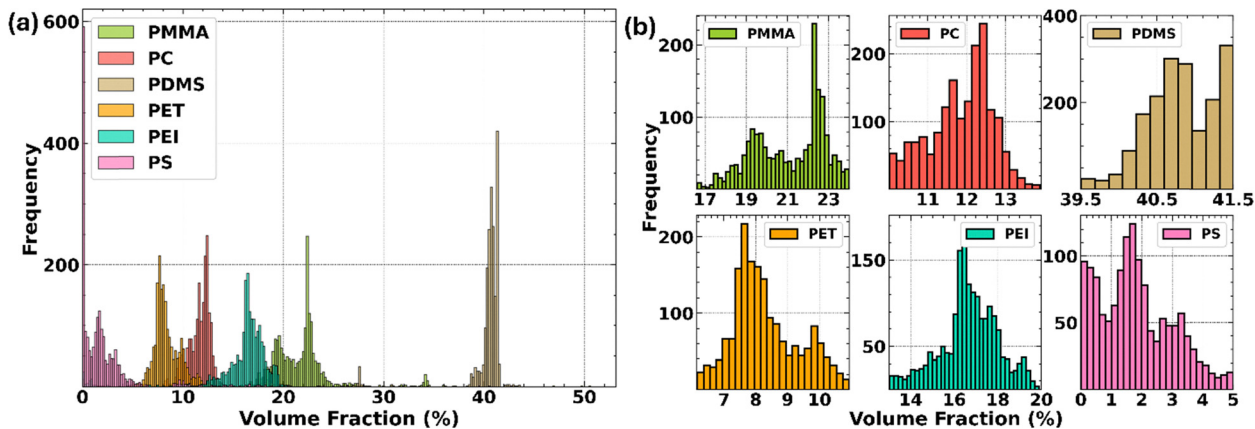 (a)
600
400
200
0
10
20
30
40
50
Frequency
Volume Fraction (%)
PMMA
PC
PDMS
PET
PEI
PS
(b)
Frequency
Volume Fraction (%)
PMMA
200
100
17
19
21
23
PC
200
100
11
12
13
PDMS
400
200
39.5
40.5
41.5
PET
200
100
7
8
9
10
PEI
150
50
14
16
18
20
PS
100
50
0
1
2
3
4
5